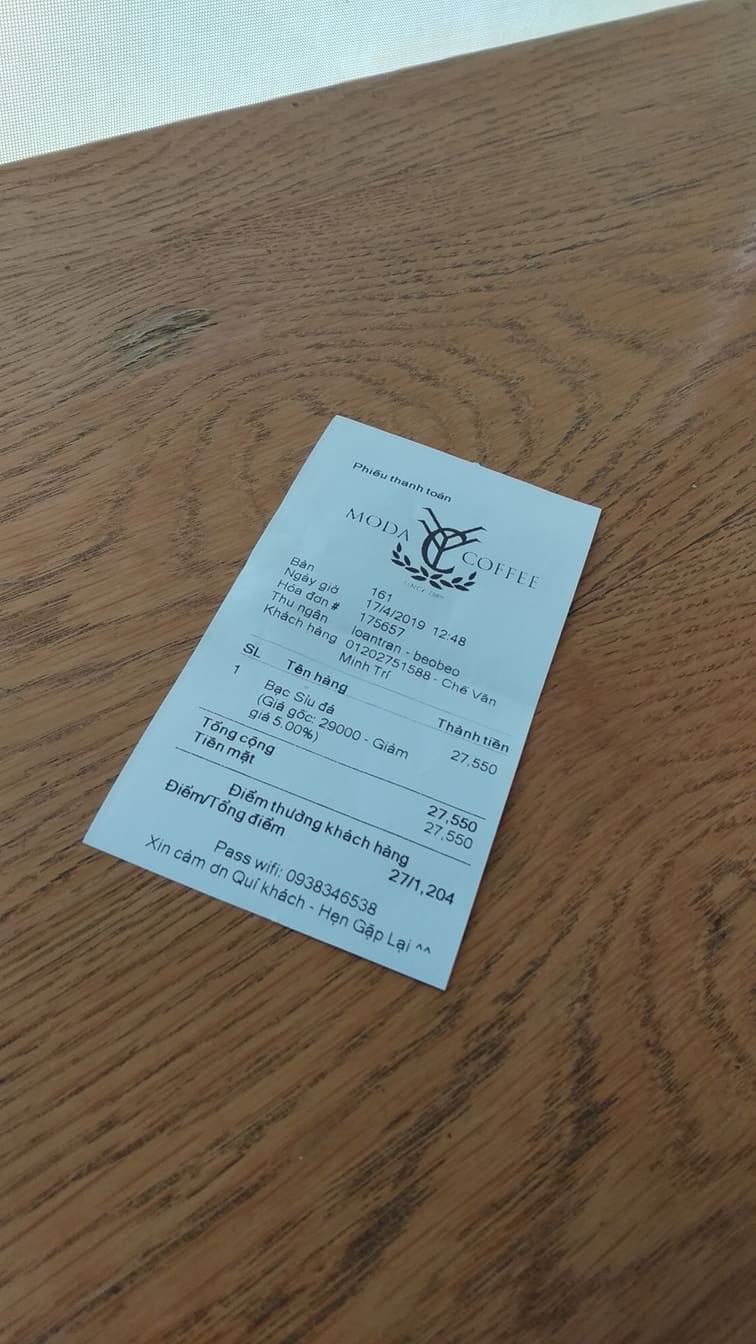 Phiếu thanh toán
MODA COFFEE
Bàn 161
Ngày giờ 17/4/2019 12:48
Hóa đơn # 175657
Thu ngân loantran - beobeo
Khách hàng 01202751588 - Chế Văn
Minh Trí
SL Tên hàng Thành tiền
1 Bạc Sỉu đá 27,550
(Giá gốc: 29000 - Giảm
giá 5.00%)
Tổng cộng 27,550
Tiền mặt 27,550
Điểm thưởng khách hàng
Điểm/Tổng điểm 27/1,204
Pass wifi: 0938346538
Xin cảm ơn Quí khách - Hẹn Gặp Lại ^^